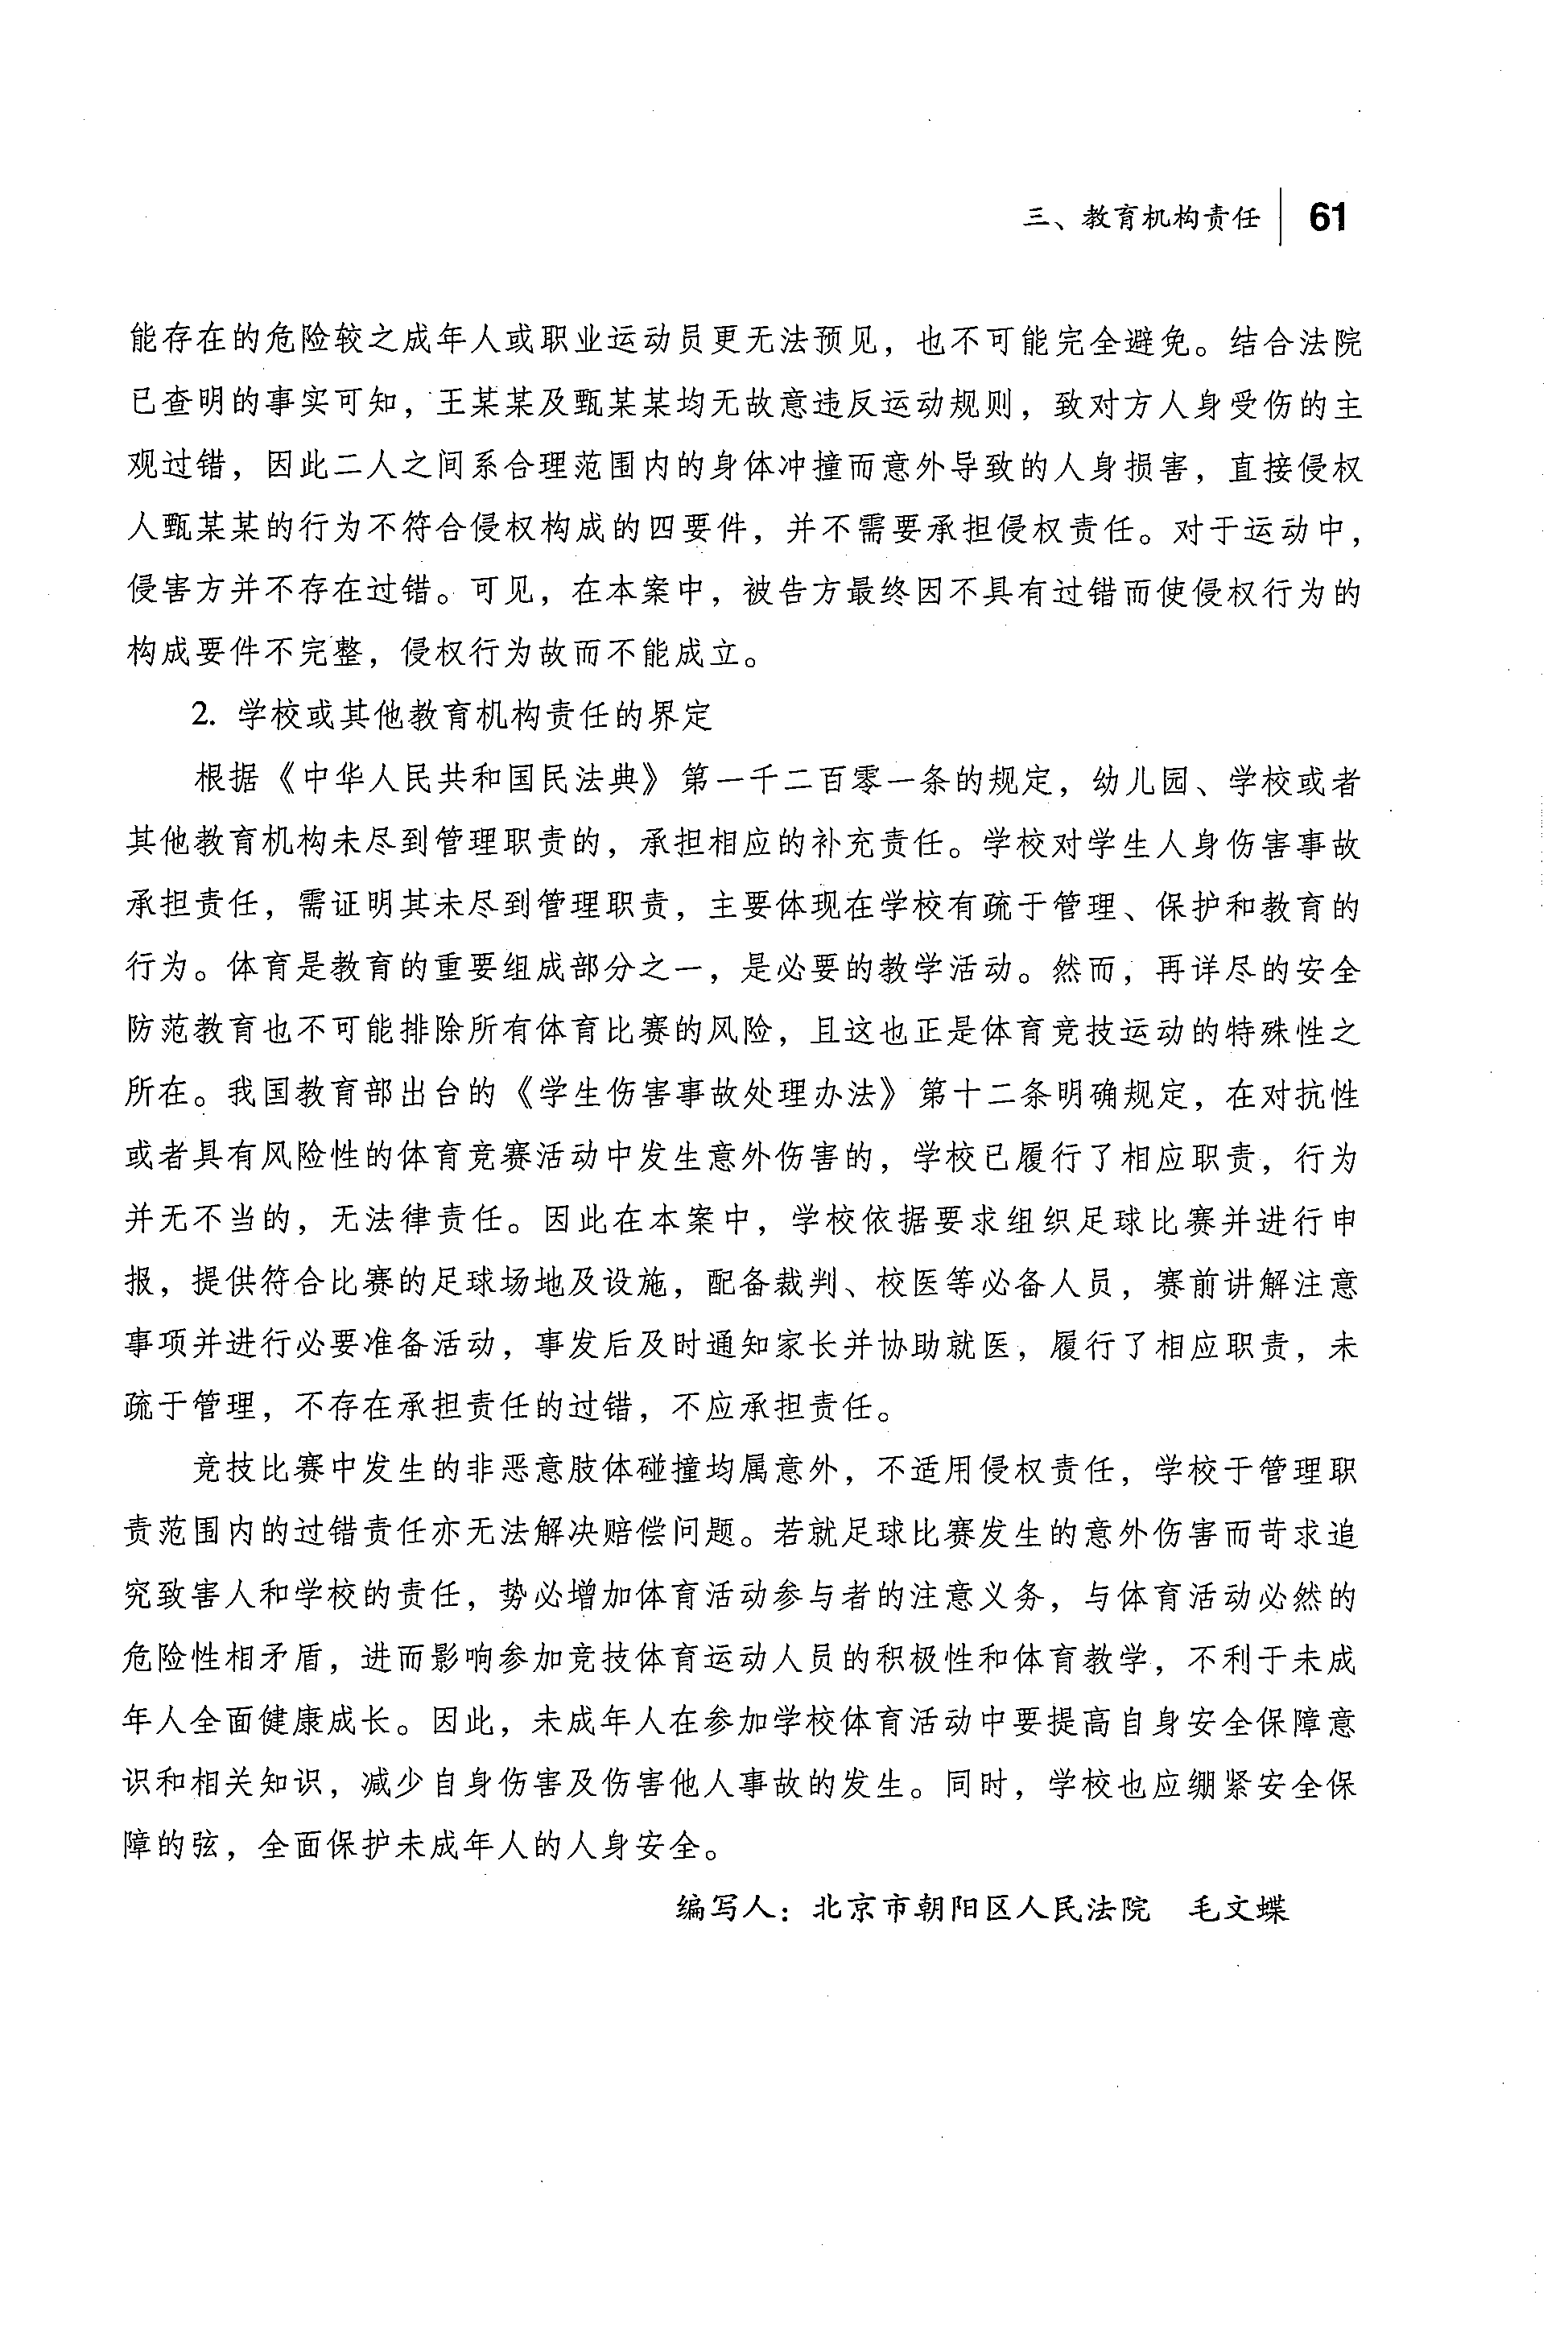 三、教育机构责任 61
能存在的危险较之成年人或职业运动员更无法预见，也不可能完全避免。结合法院
已查明的事实可知，王某某及甄某某均无故意违反运动规则，致对方人身受伤的主
观过错，因此二人之间系合理范围内的身体冲撞而意外导致的人身损害，直接侵权
人甄某某的行为不符合侵权构成的四要件，并不需要承担侵权责任。对于运动中，
侵害方并不存在过错。可见，在本案中，被告方最终因不具有过错而使侵权行为的
构成要件不完整，侵权行为故而不能成立。
2. 学校或其他教育机构责任的界定
根据《中华人民共和国民法典》第一千二百零一条的规定，幼儿园、学校或者
其他教育机构未尽到管理职责的，承担相应的补充责任。学校对学生人身伤害事故
承担责任，需证明其未尽到管理职责，主要体现在学校有疏于管理、保护和教育的
行为。体育是教育的重要组成部分之一，是必要的教学活动。然而，再详尽的安全
防范教育也不可能排除所有体育比赛的风险，且这也正是体育竞技运动的特殊性之
所在。我国教育部出台的《学生伤害事故处理办法》第十二条明确规定，在对抗性
或者具有风险性的体育竞赛活动中发生意外伤害的，学校已履行了相应职责，行为
并无不当的，无法律责任。因此在本案中，学校依据要求组织足球比赛并进行申
报，提供符合比赛的足球场地及设施，配备裁判、校医等必备人员，赛前讲解注意
事项并进行必要准备活动，事发后及时通知家长并协助就医，履行了相应职责，未
疏于管理，不存在承担责任的过错，不应承担责任。
竞技比赛中发生的非恶意肢体碰撞均属意外，不适用侵权责任，学校于管理职
责范围内的过错责任亦无法解决赔偿问题。若就足球比赛发生的意外伤害而苛求追
究致害人和学校的责任，势必增加体育活动参与者的注意义务，与体育活动必然的
危险性相矛盾，进而影响参加竞技体育运动人员的积极性和体育教学，不利于未成
年人全面健康成长。因此，未成年人在参加学校体育活动中要提高自身安全保障意
识和相关知识，减少自身伤害及伤害他人事故的发生。同时，学校也应绷紧安全保
障的弦，全面保护未成年人的人身安全。
编写人：北京市朝阳区人民法院 毛文蝶